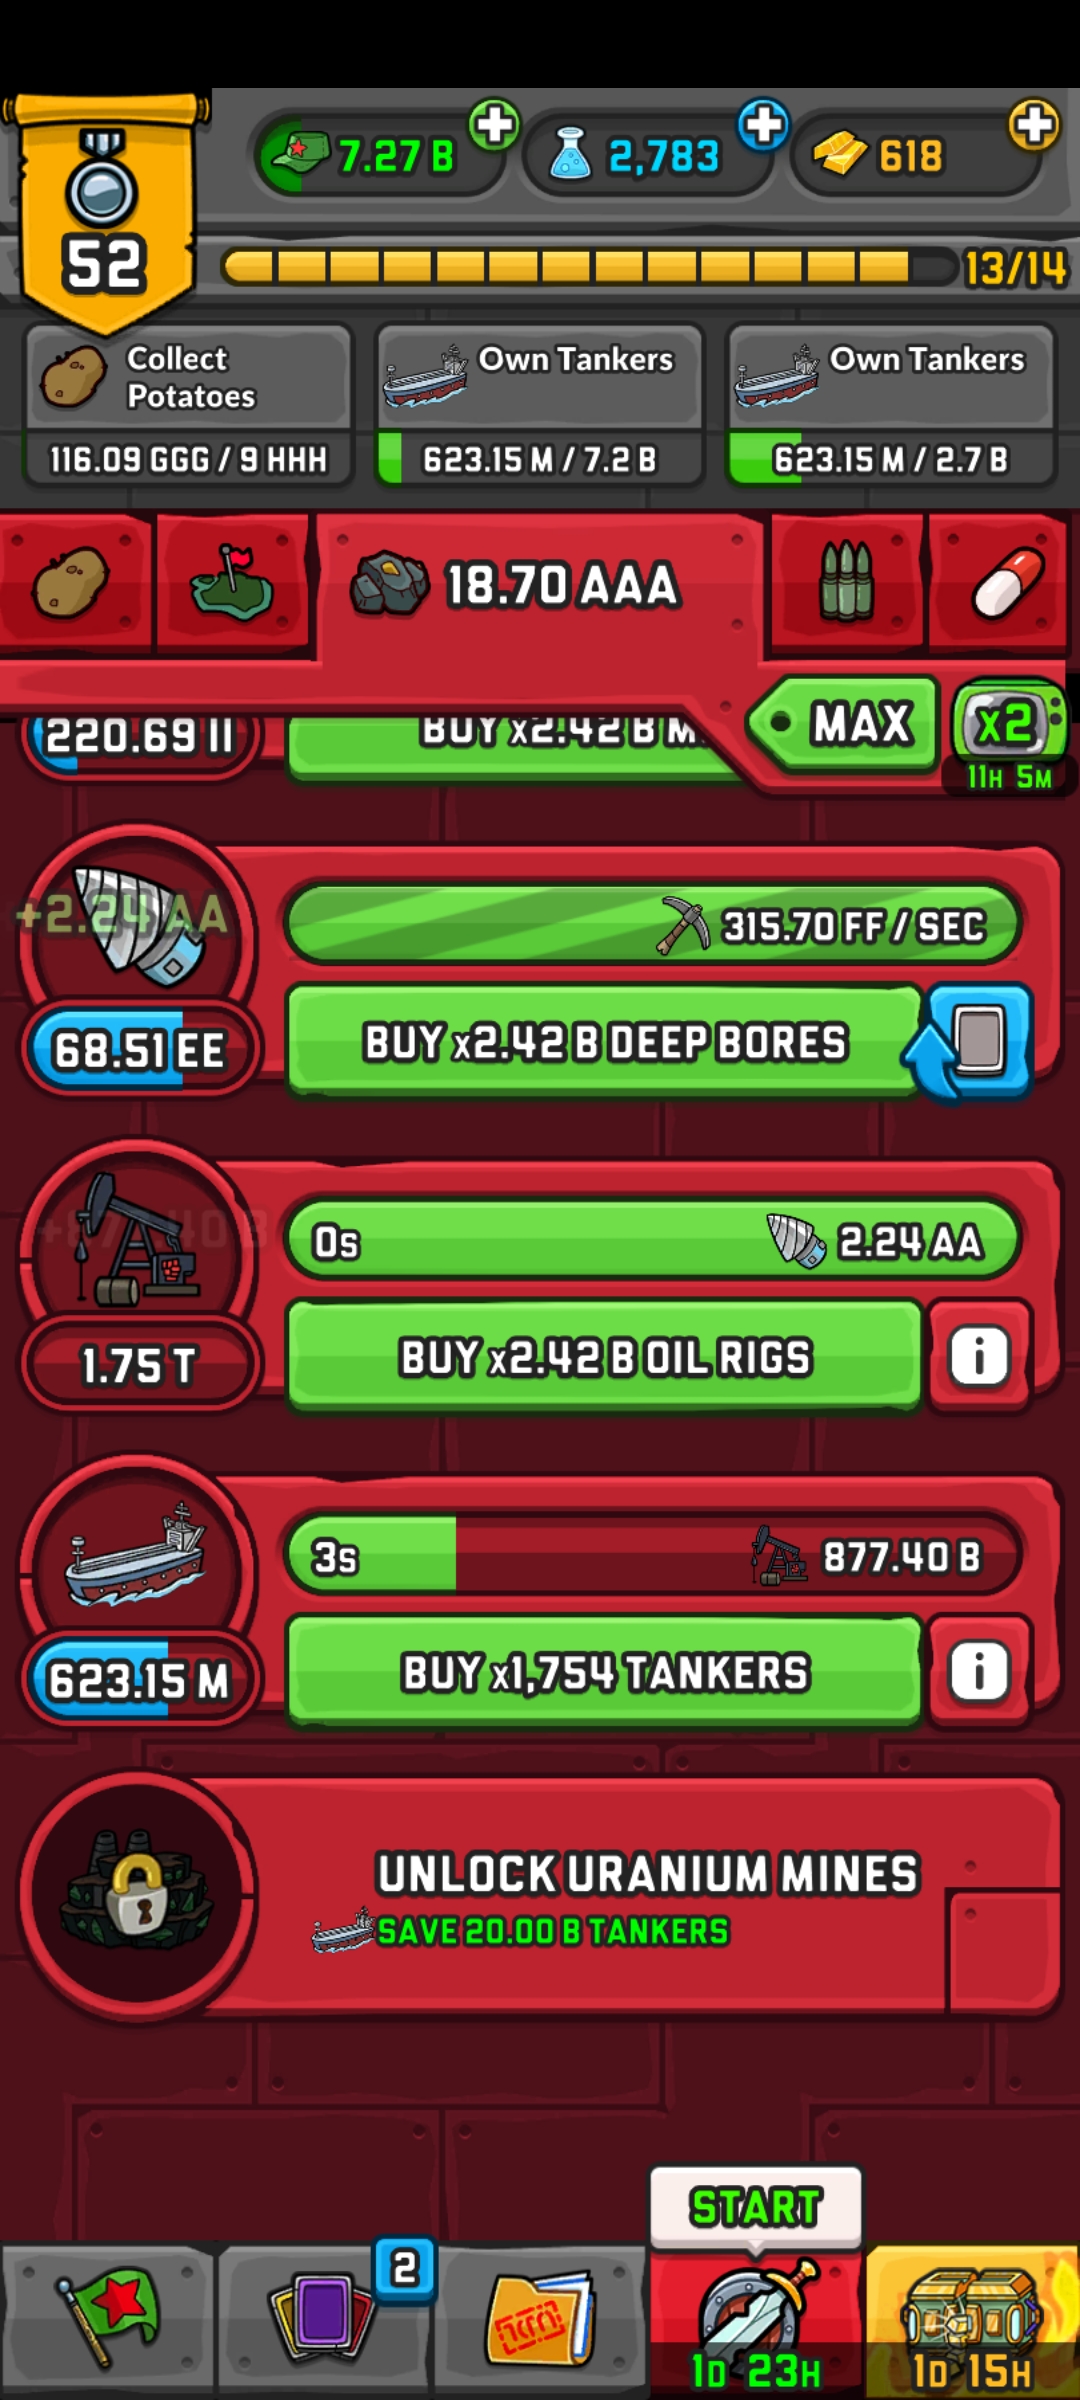 7.27 B
2,783
618
52
13/14
Collect
Potatoes
116.09 GGG / 9 HHH
Own Tankers
623.15 M / 7.2 B
Own Tankers
623.15 M / 2.7 B
18.70 AAA
MAX
x2
11H 5M
220.69 II
BUY x2.42 B M
+2.24 AA
315.70 FF / SEC
68.51 EE
BUY x2.42 B DEEP BORES
0s
2.24 AA
1.75 T
BUY x2.42 B OIL RIGS
3s
877.40 B
623.15 M
BUY x1,754 TANKERS
UNLOCK URANIUM MINES
SAVE 20.00 B TANKERS
START
2
1D 23H
1D 15H